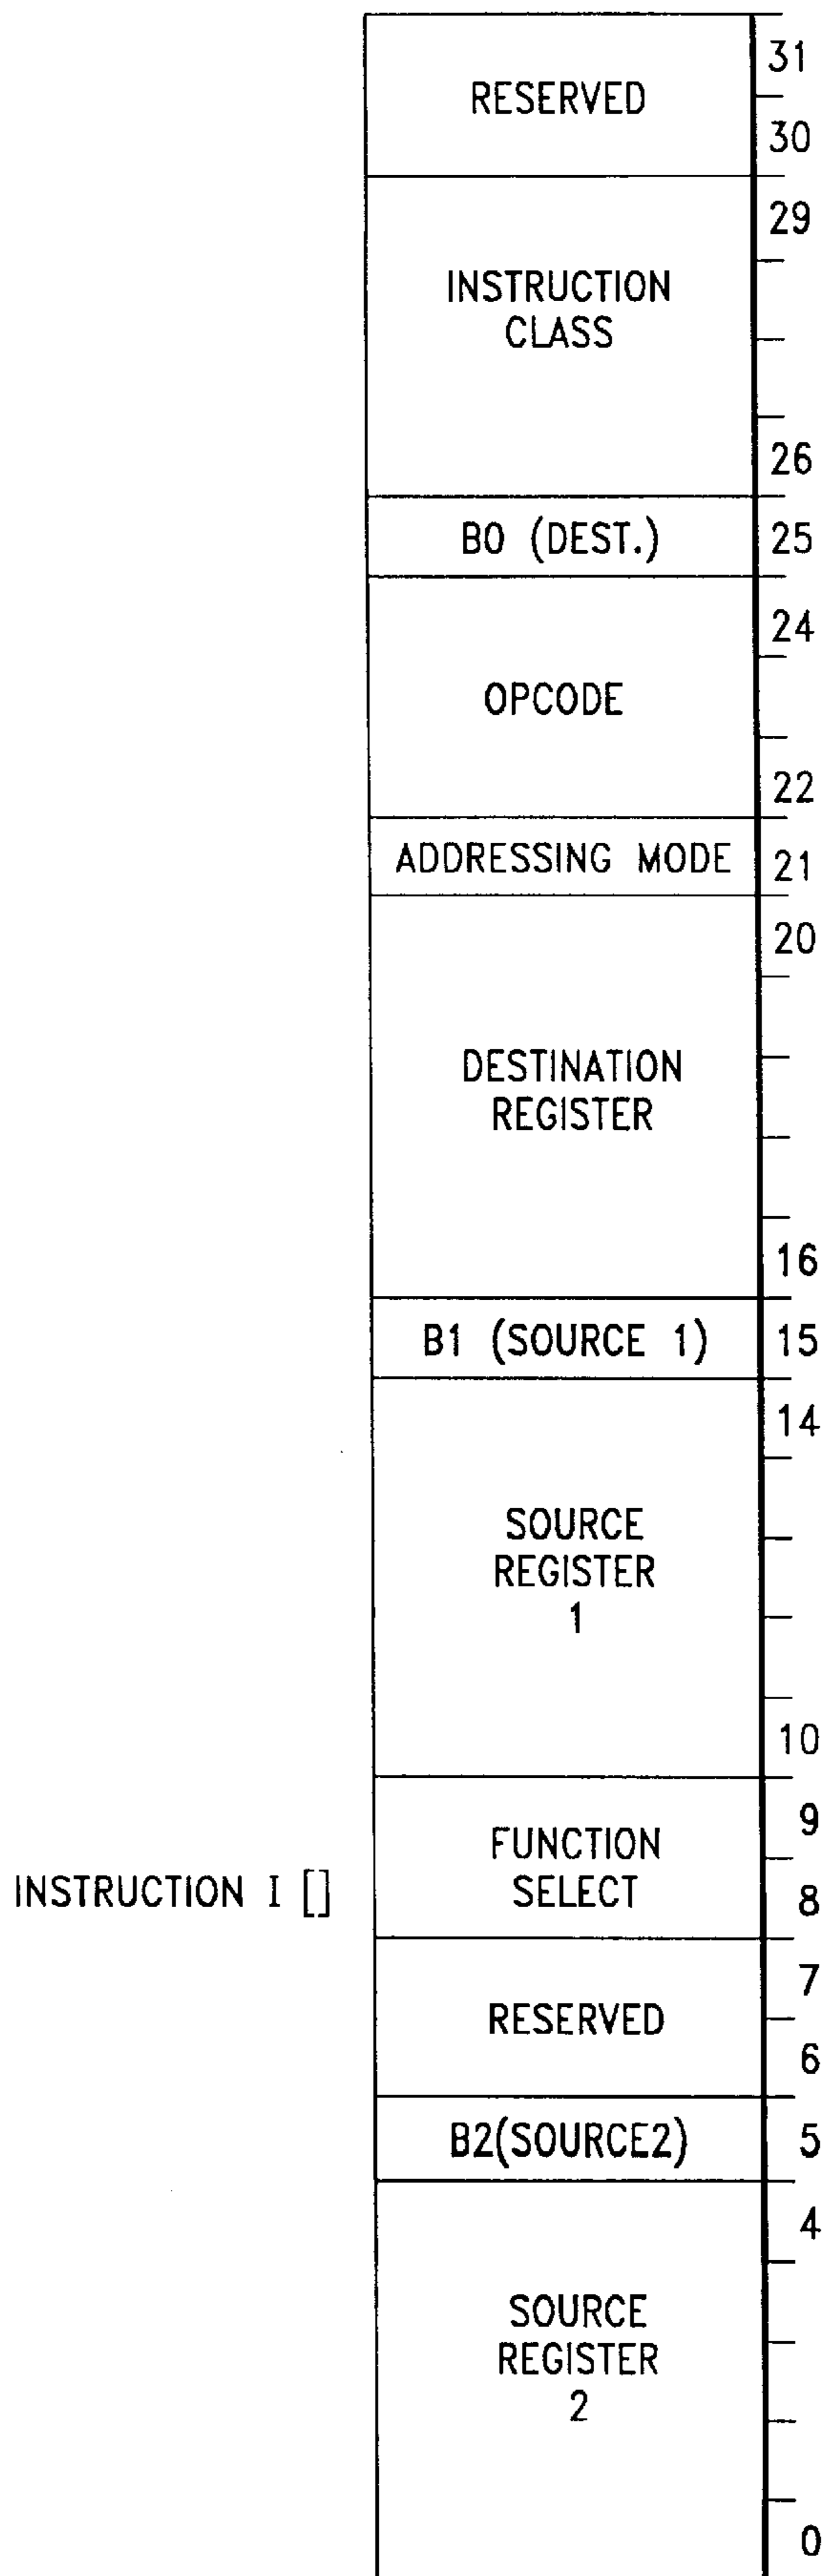 31
RESERVED
30
29
INSTRUCTION
CLASS
26
B0 (DEST.) 25
24
OPCODE
22
ADDRESSING MODE 21
20
DESTINATION
REGISTER
16
B1 (SOURCE 1) 15
14
SOURCE
REGISTER
1
10
9
FUNCTION
INSTRUCTION I [] SELECT 8
7
RESERVED
6
B2(SOURCE2) 5
4
SOURCE
REGISTER
2
0